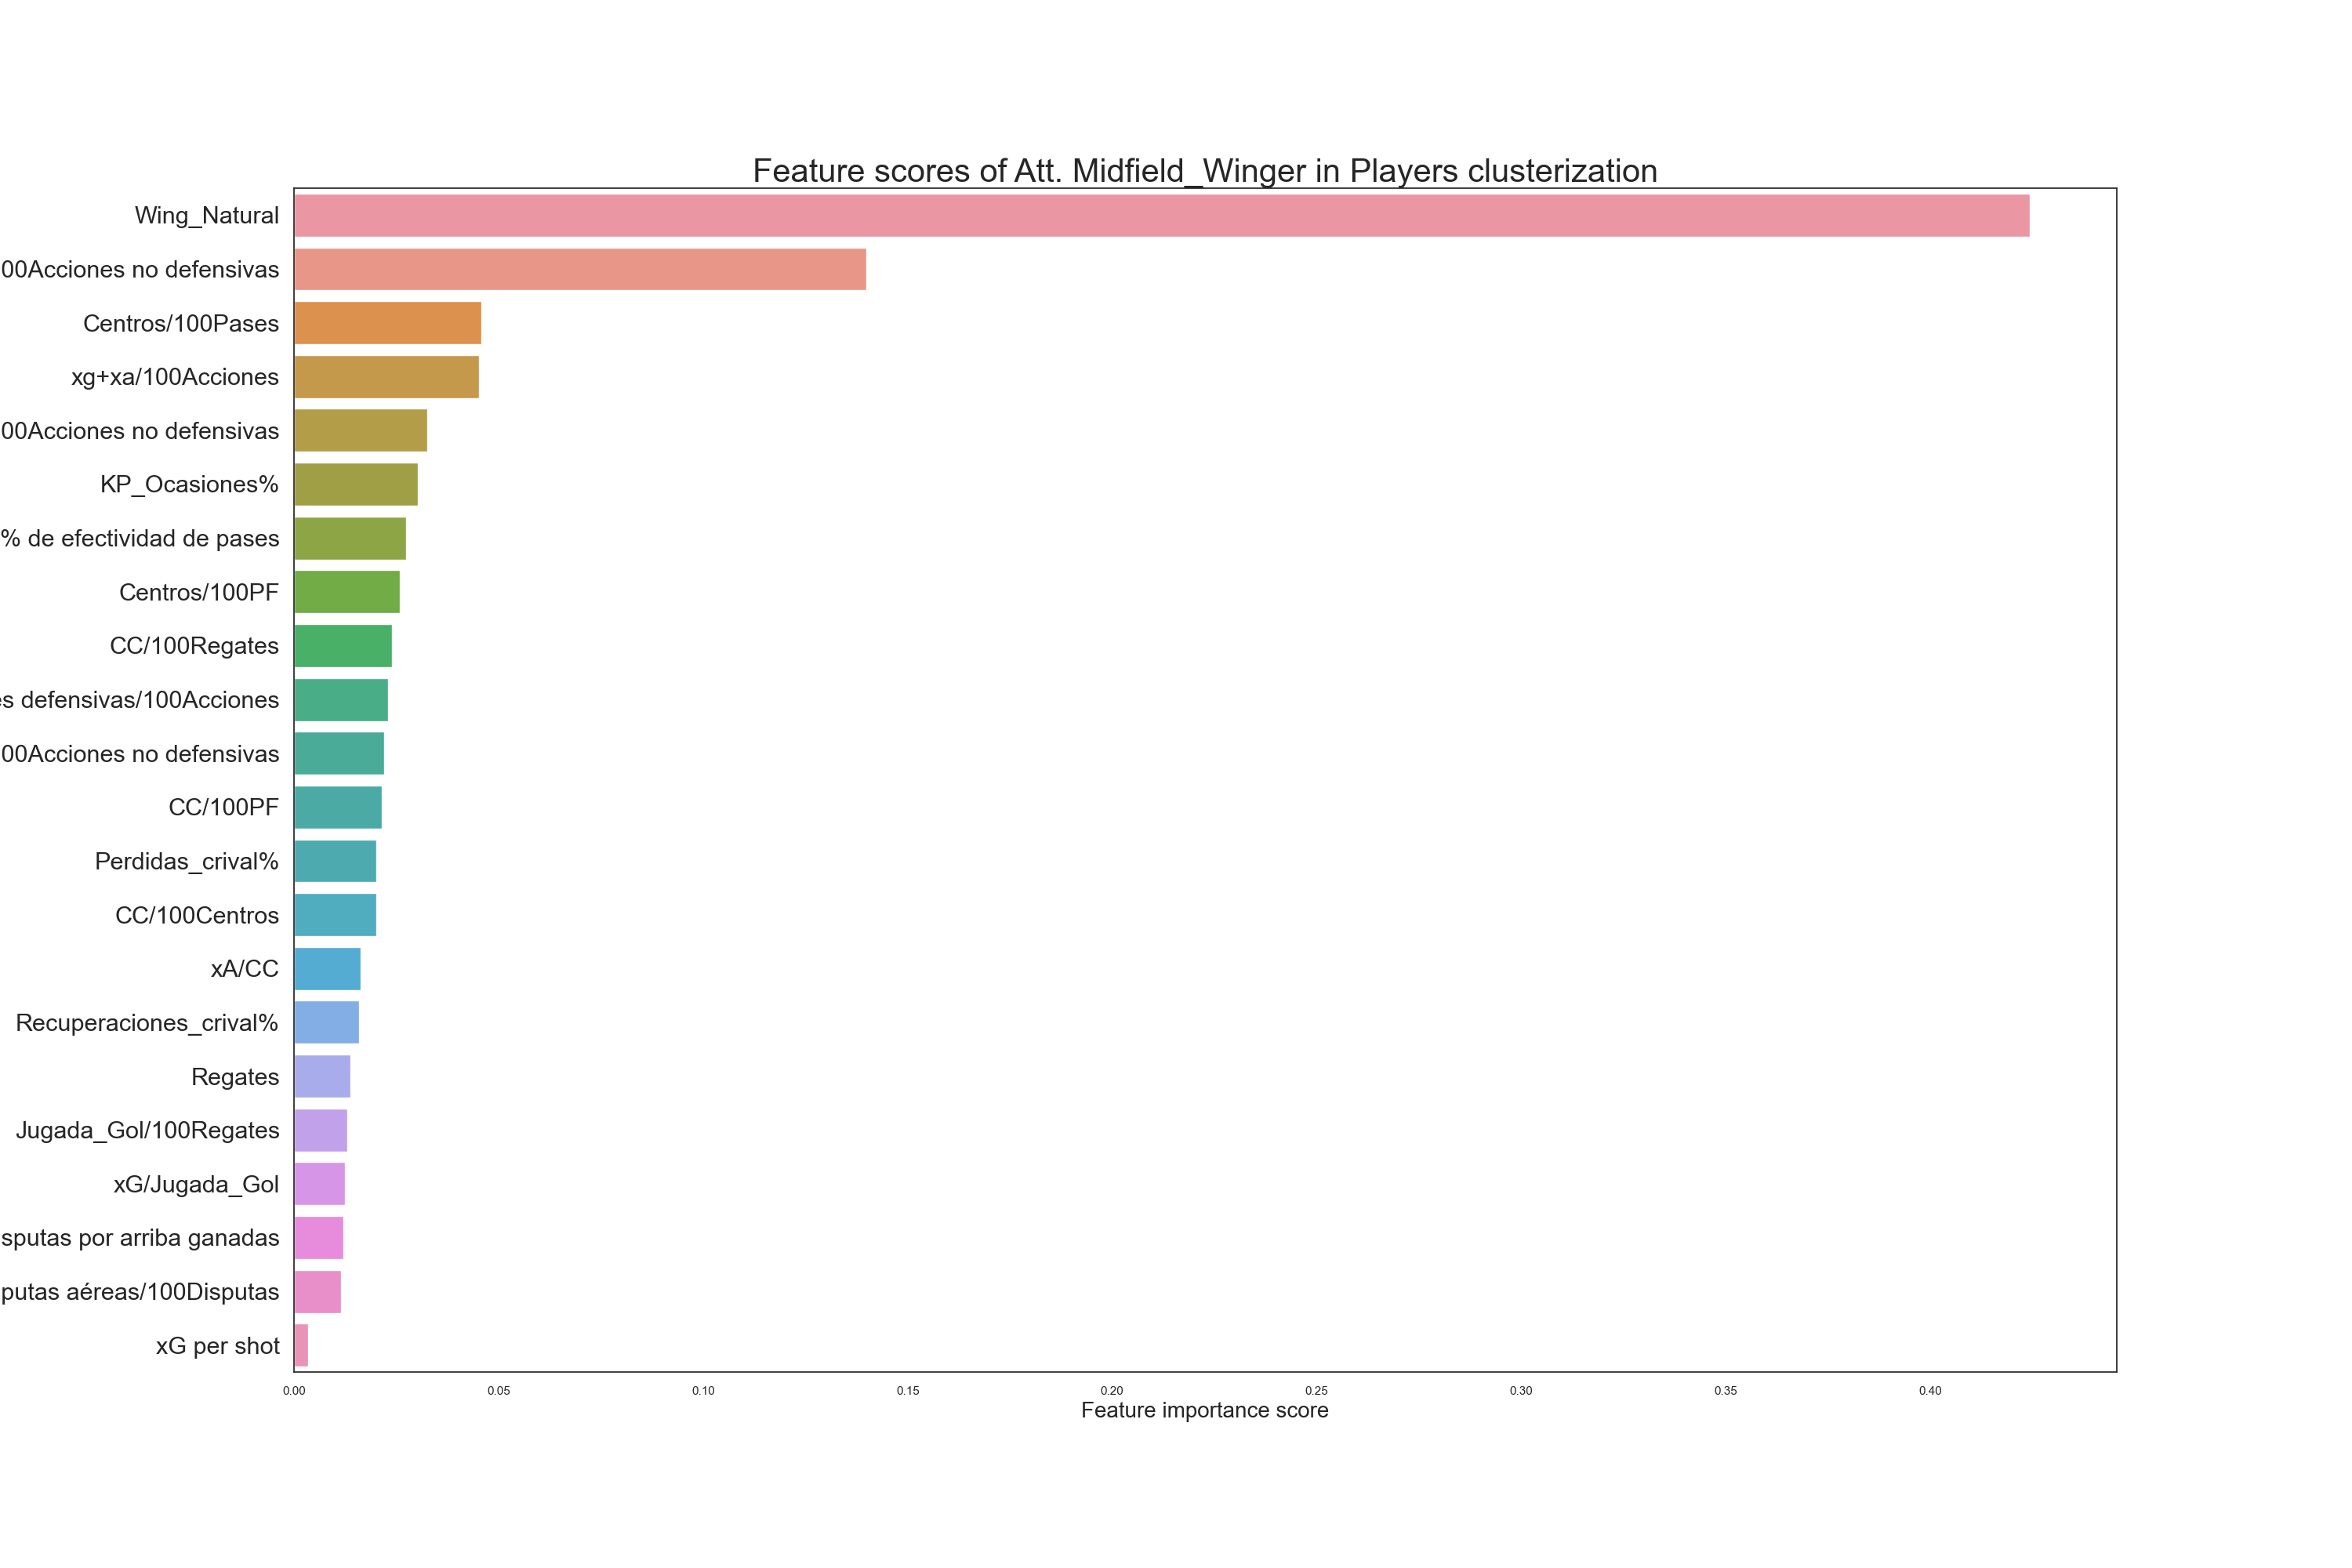 Feature scores of Att. Midfield_Winger in Players clusterization
Wing_Natural
00Acciones no defensivas
Centros/100Pases
xg+xa/100Acciones
00Acciones no defensivas
KP_Ocasiones%
% de efectividad de pases
Centros/100PF
CC/100Regates
es defensivas/100Acciones
00Acciones no defensivas
CC/100PF
Perdidas_crival%
CC/100Centros
xA/CC
Recuperaciones_crival%
Regates
Jugada_Gol/100Regates
xG/Jugada_Gol
sputas por arriba ganadas
putas aéreas/100Disputas
xG per shot
0.00 0.05 0.10 0.15 0.20 0.25 0.30 0.35 0.40
Feature importance score